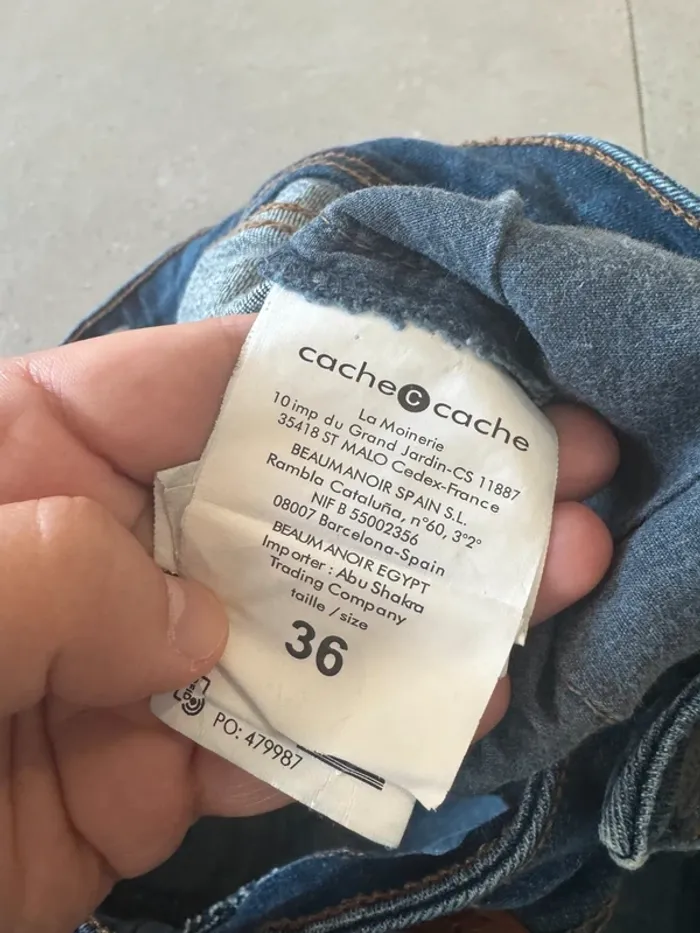 cache c cache
La Moinerie
10 imp du Grand Jardin-CS 11887
35418 ST MALO Cedex-France
BEAUMANOIR SPAIN S.L.
Rambla Cataluña, n°60, 3°2°
NIF B 55002356
08007 Barcelona-Spain
BEAUMANOIR EGYPT
Importer : Abu Shakra
Trading Company
taille / size
36
PO: 479987